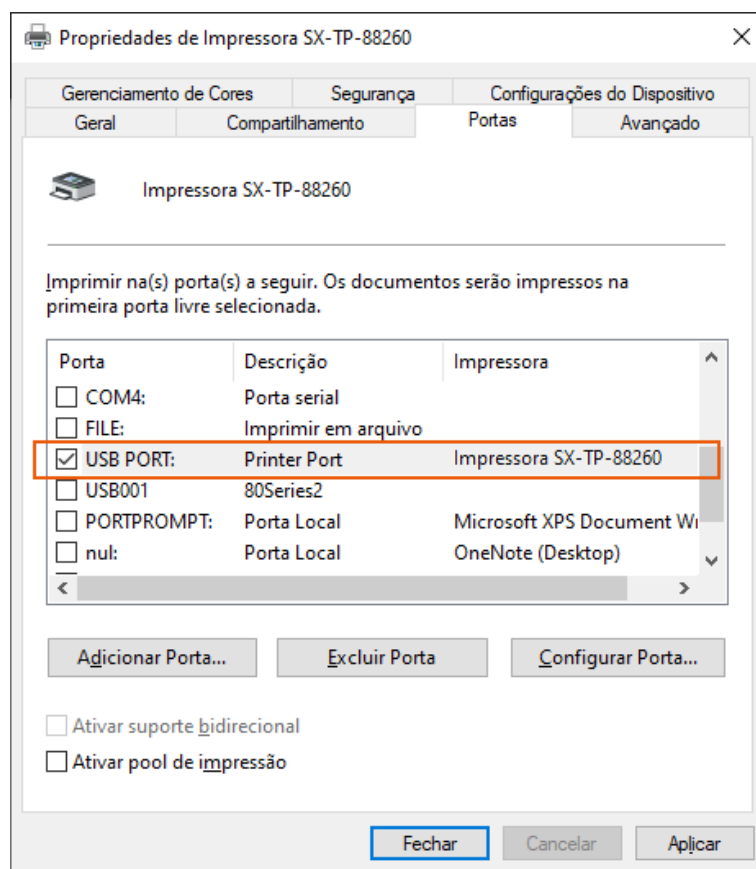 Propriedades de Impressora SX-TP-88260
Gerenciamento de Cores Segurança Configurações do Dispositivo
Geral Compartilhamento Portas Avançado
Impressora SX-TP-88260
Imprimir na(s) porta(s) a seguir. Os documentos serão impressos na
primeira porta livre selecionada.
Porta Descrição Impressora
COM4: Porta serial
FILE: Imprimir em arquivo
USB PORT: Printer Port Impressora SX-TP-88260
USB001 80Series2
PORTPROMPT: Porta Local Microsoft XPS Document Wr
nul: Porta Local OneNote (Desktop)
Adicionar Porta... Excluir Porta Configurar Porta...
Ativar suporte bidirecional
Ativar pool de impressão
Fechar Cancelar Aplicar